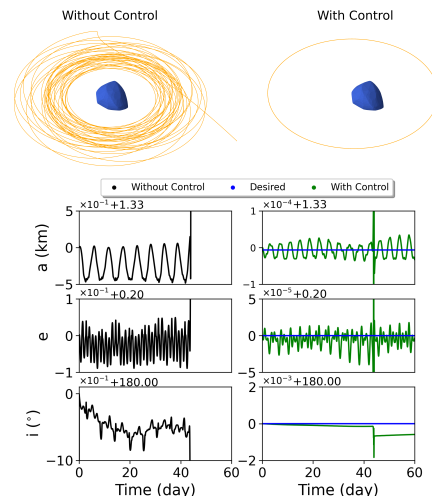 Without Control
With Control
Without Control Desired With Control
×10⁻¹+1.33
×10⁻⁴+1.33
5
0
−5
a (km)
1
0
−1
×10⁻¹+0.20
×10⁻⁵+0.20
1
0
−1
e
5
0
−5
×10⁻¹+180.00
×10⁻³+180.00
0
−10
i (°)
2
0
−2
0 20 40 60
0 20 40 60
Time (day)
Time (day)